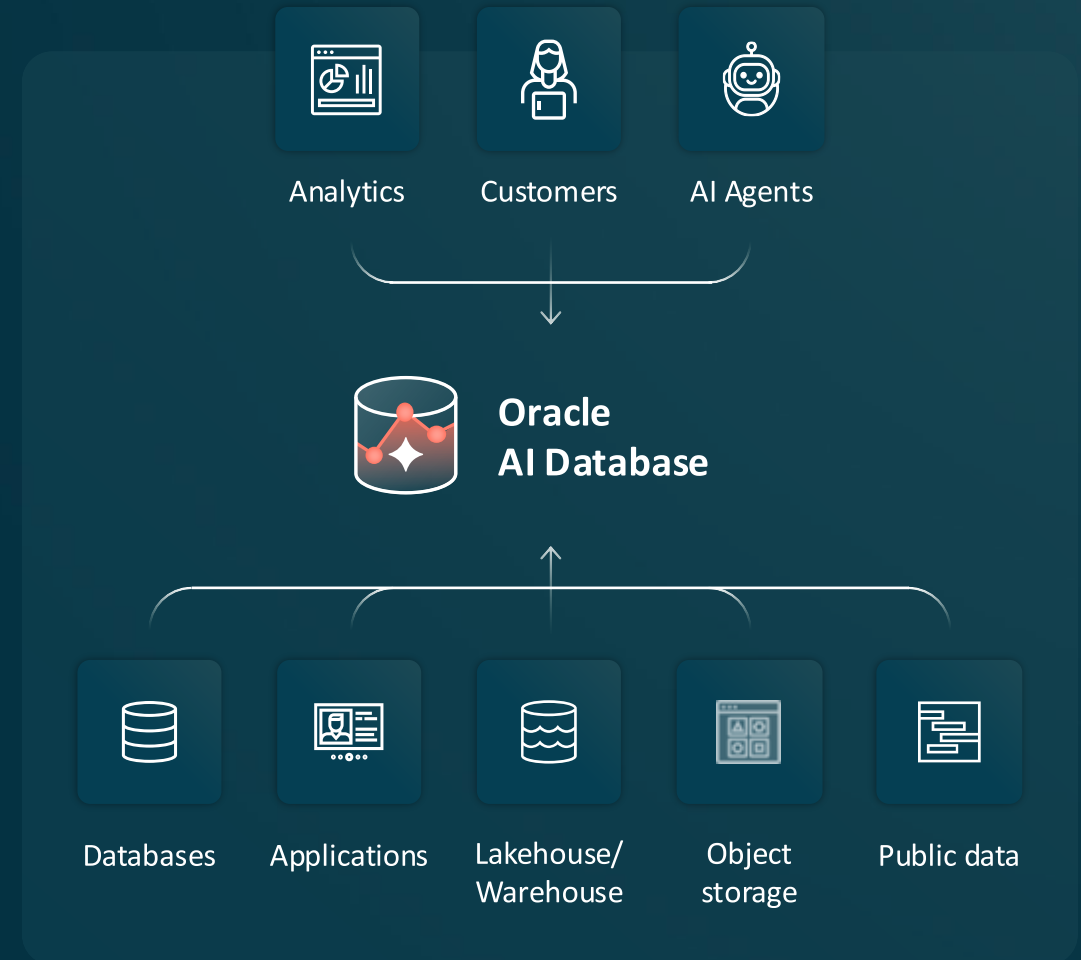 Analytics
Customers
AI Agents
Oracle
AI Database
Databases
Applications
Lakehouse/
Warehouse
Object
storage
Public data